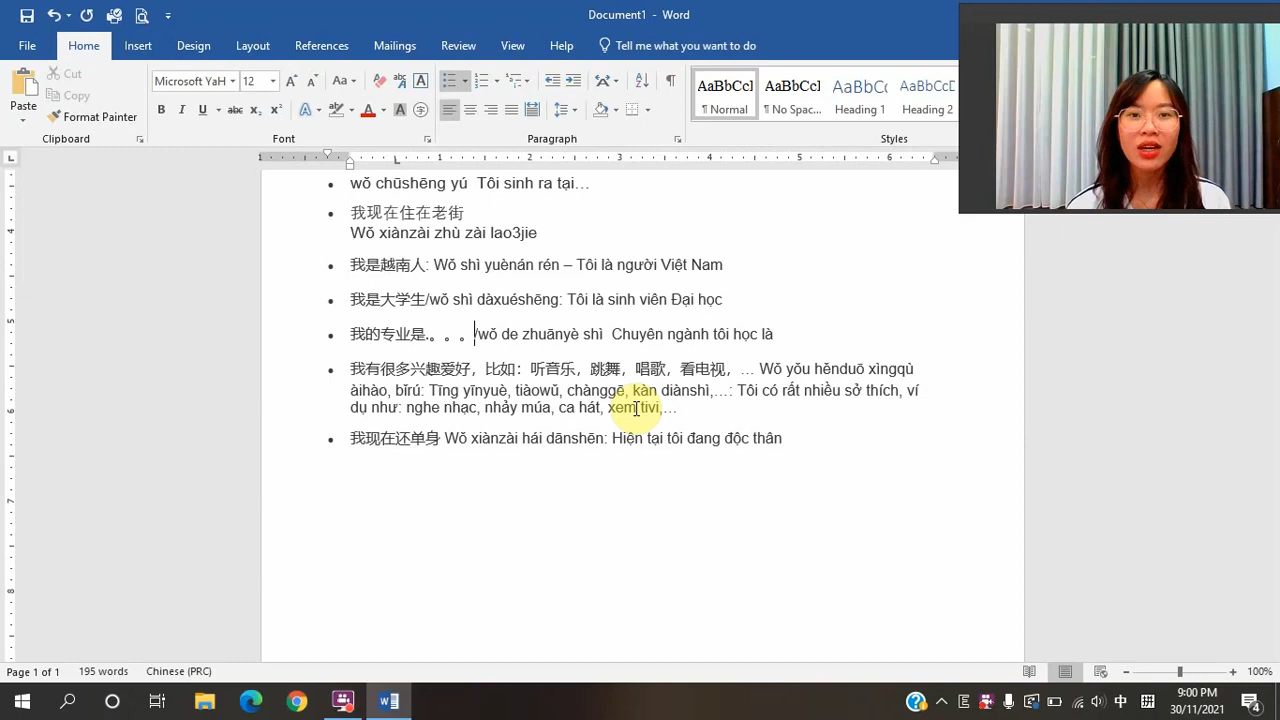 Document1 - Word
File Home Insert Design Layout References Mailings Review View Help Tell me what you want to do
Cut
Copy
Paste
Format Painter
Clipboard
Microsoft YaH 12
Font
Paragraph
AaBbCcI AaBbCcI AaBbCc AaBbCcD
¶ Normal ¶ No Spac... Heading 1 Heading 2
Styles
wǒ chūshēng yú Tôi sinh ra tại…
我现在住在老街
Wǒ xiànzài zhù zài lao3jie
我是越南人: Wǒ shì yuènán rén – Tôi là người Việt Nam
我是大学生/wǒ shì dàxuéshēng: Tôi là sinh viên Đại học
我的专业是.。。。/wǒ de zhuānyè shì Chuyên ngành tôi học là
我有很多兴趣爱好，比如：听音乐，跳舞，唱歌，看电视，… Wǒ yǒu hěnduō xìngqù
àihào, bǐrú: Tīng yīnyuè, tiàowǔ, chànggē, kàn diànshì,…: Tôi có rất nhiều sở thích, ví
dụ như: nghe nhạc, nhảy múa, ca hát, xem tivi,…
我现在还单身 Wǒ xiànzài hái dānshēn: Hiện tại tôi đang độc thân
Page 1 of 1 195 words Chinese (PRC) 100%
中 拼 9:00 PM
30/11/2021